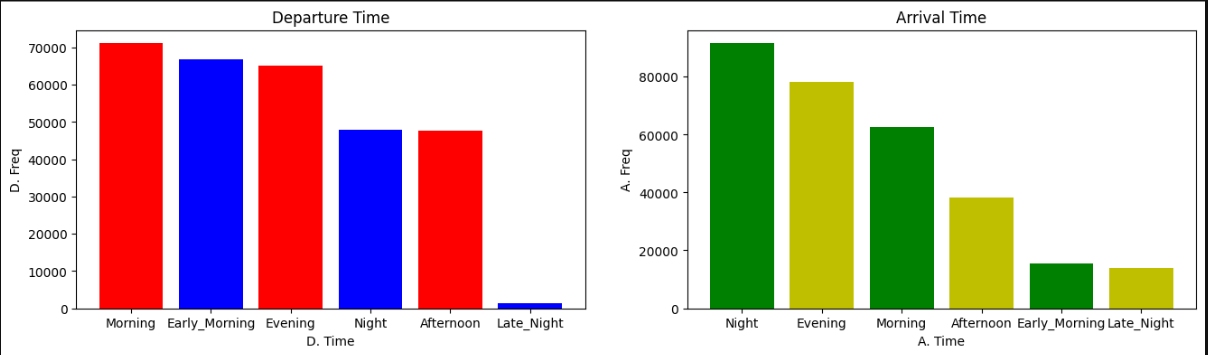 Departure Time
70000
60000
50000
40000
30000
20000
10000
0
D. Freq
Morning Early_Morning Evening Night Afternoon Late_Night
D. Time
Arrival Time
80000
60000
40000
20000
0
A. Freq
Night Evening Morning Afternoon Early_Morning Late_Night
A. Time